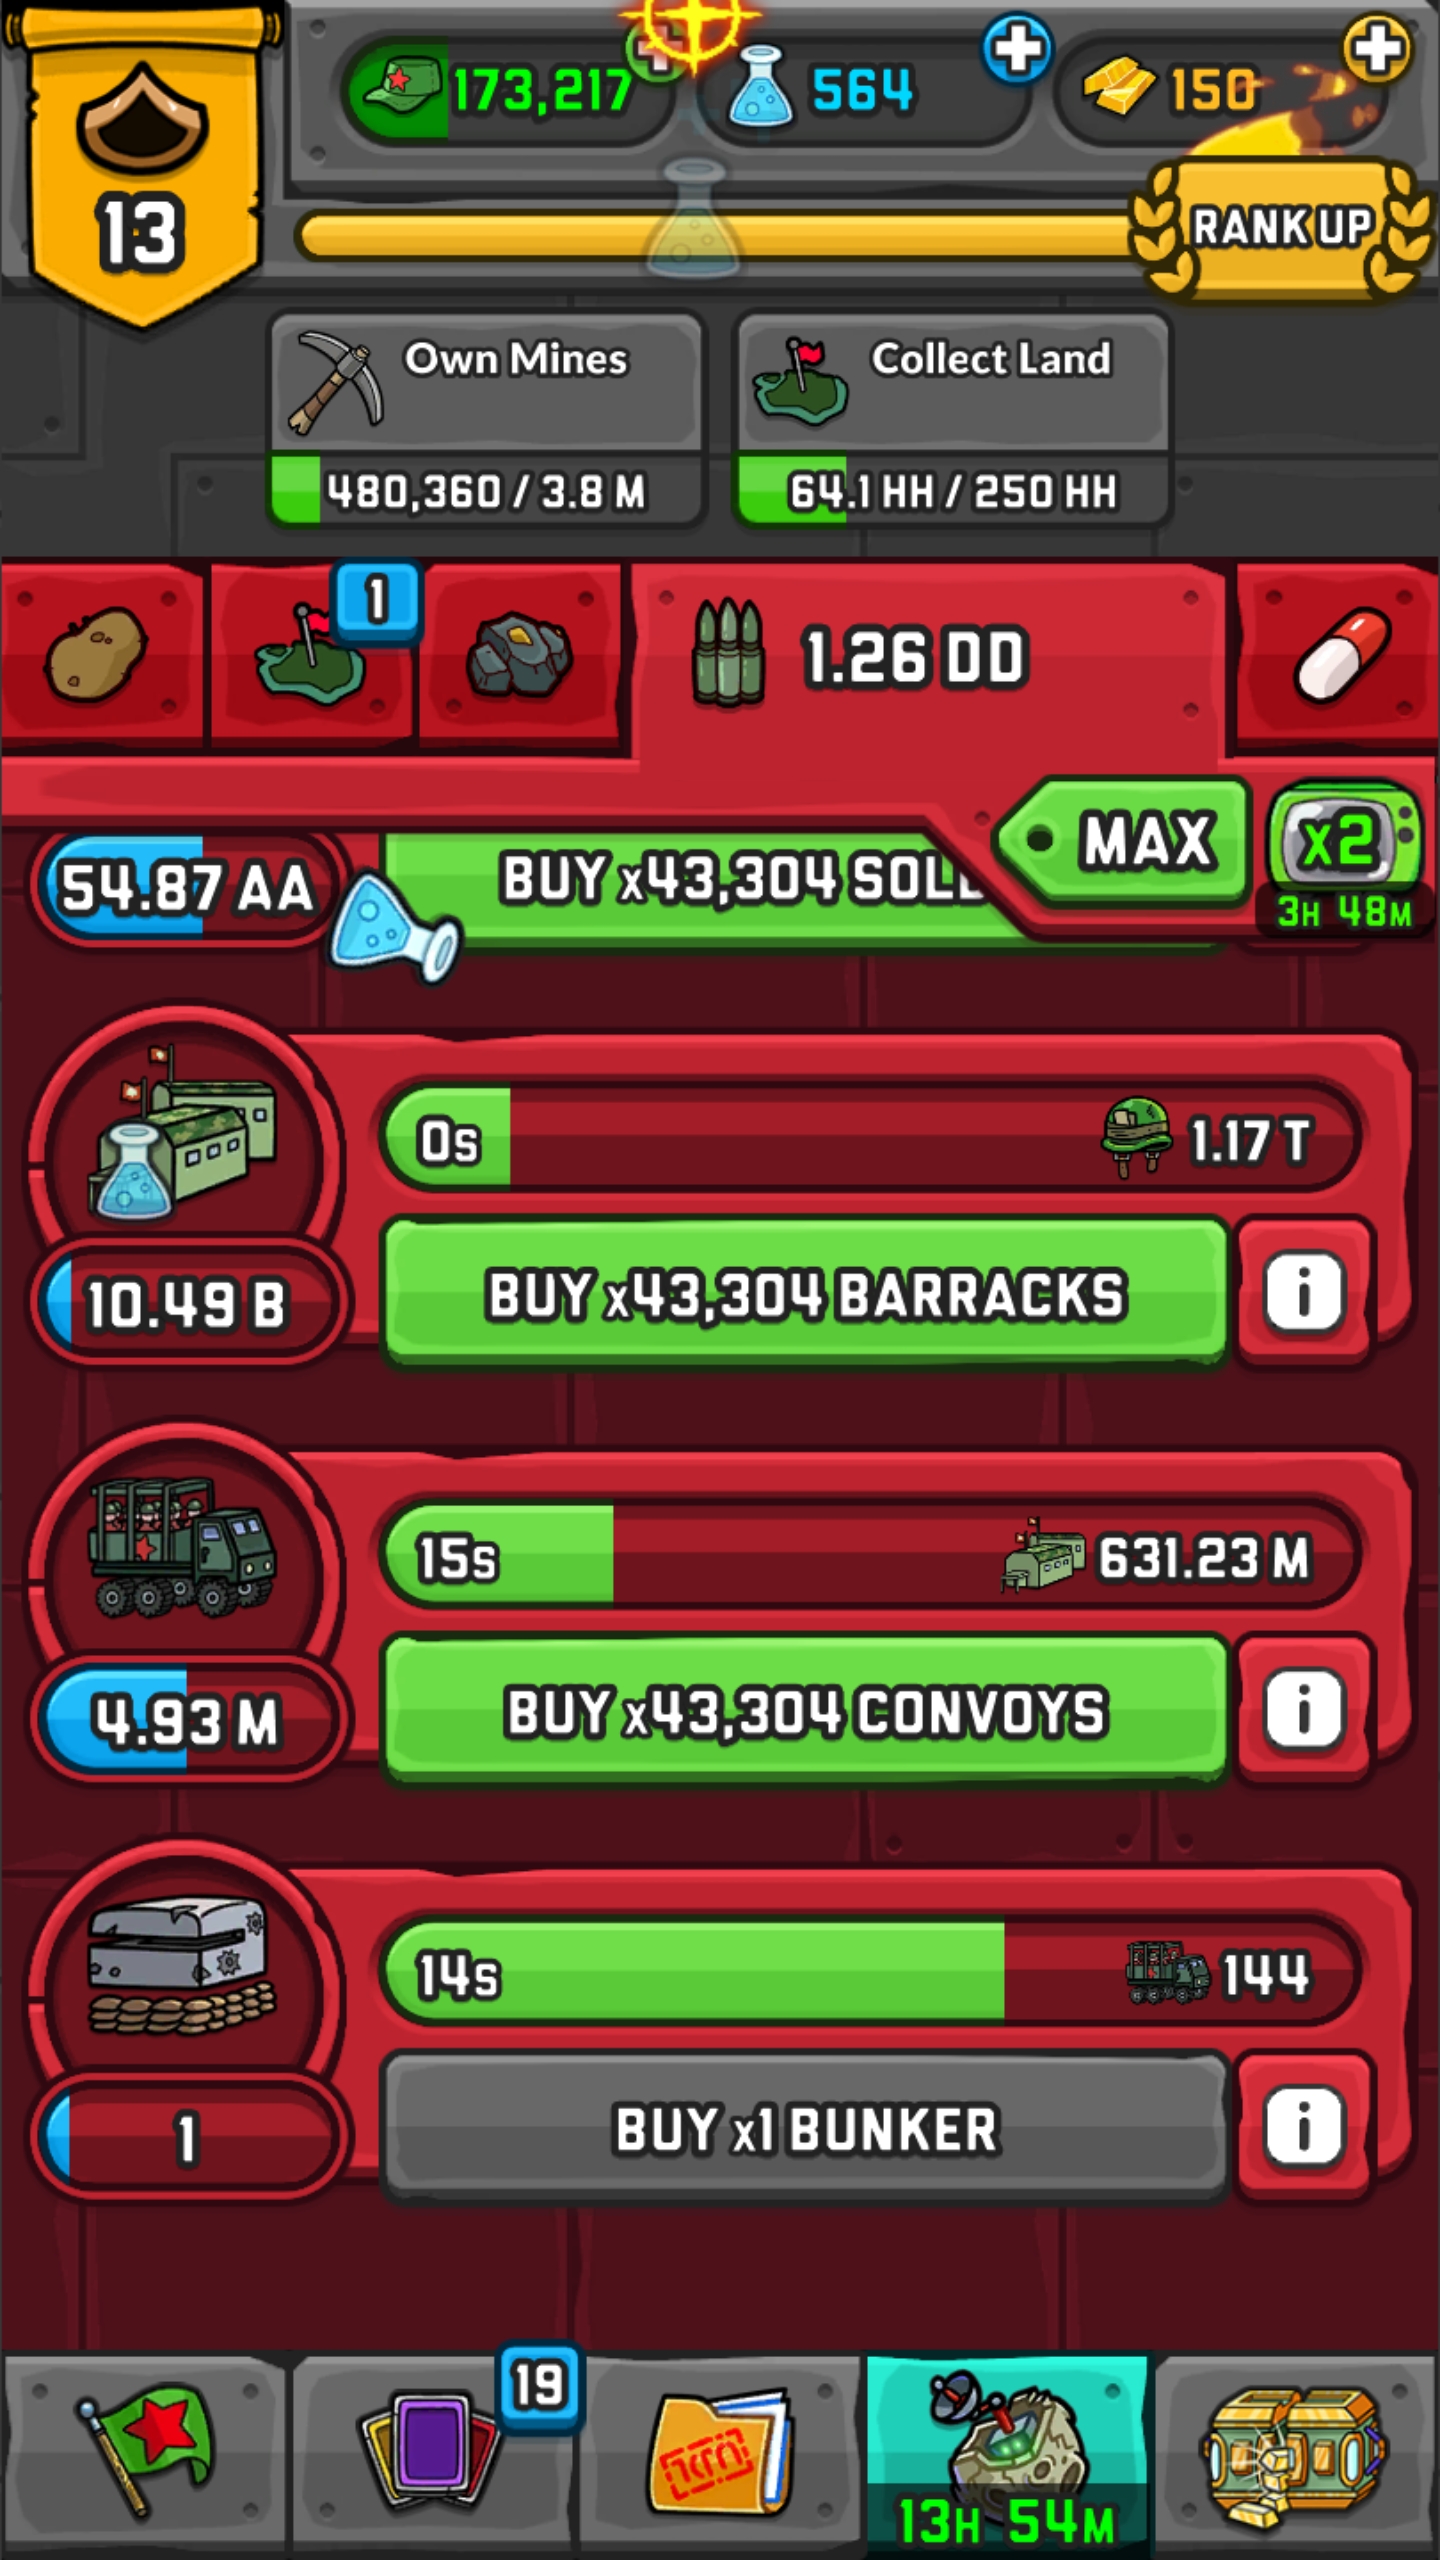 173,217
564
150
13
RANK UP
Own Mines
Collect Land
480,360 / 3.8 M
64.1 HH / 250 HH
1
1.26 DD
MAX
x2
3H 48M
54.87 AA
BUY x43,304
0s
1.17 T
10.49 B
BUY x43,304 BARRACKS
i
15s
631.23 M
4.93 M
BUY x43,304 CONVOYS
i
14s
144
1
BUY x1 BUNKER
i
19
13H 54M